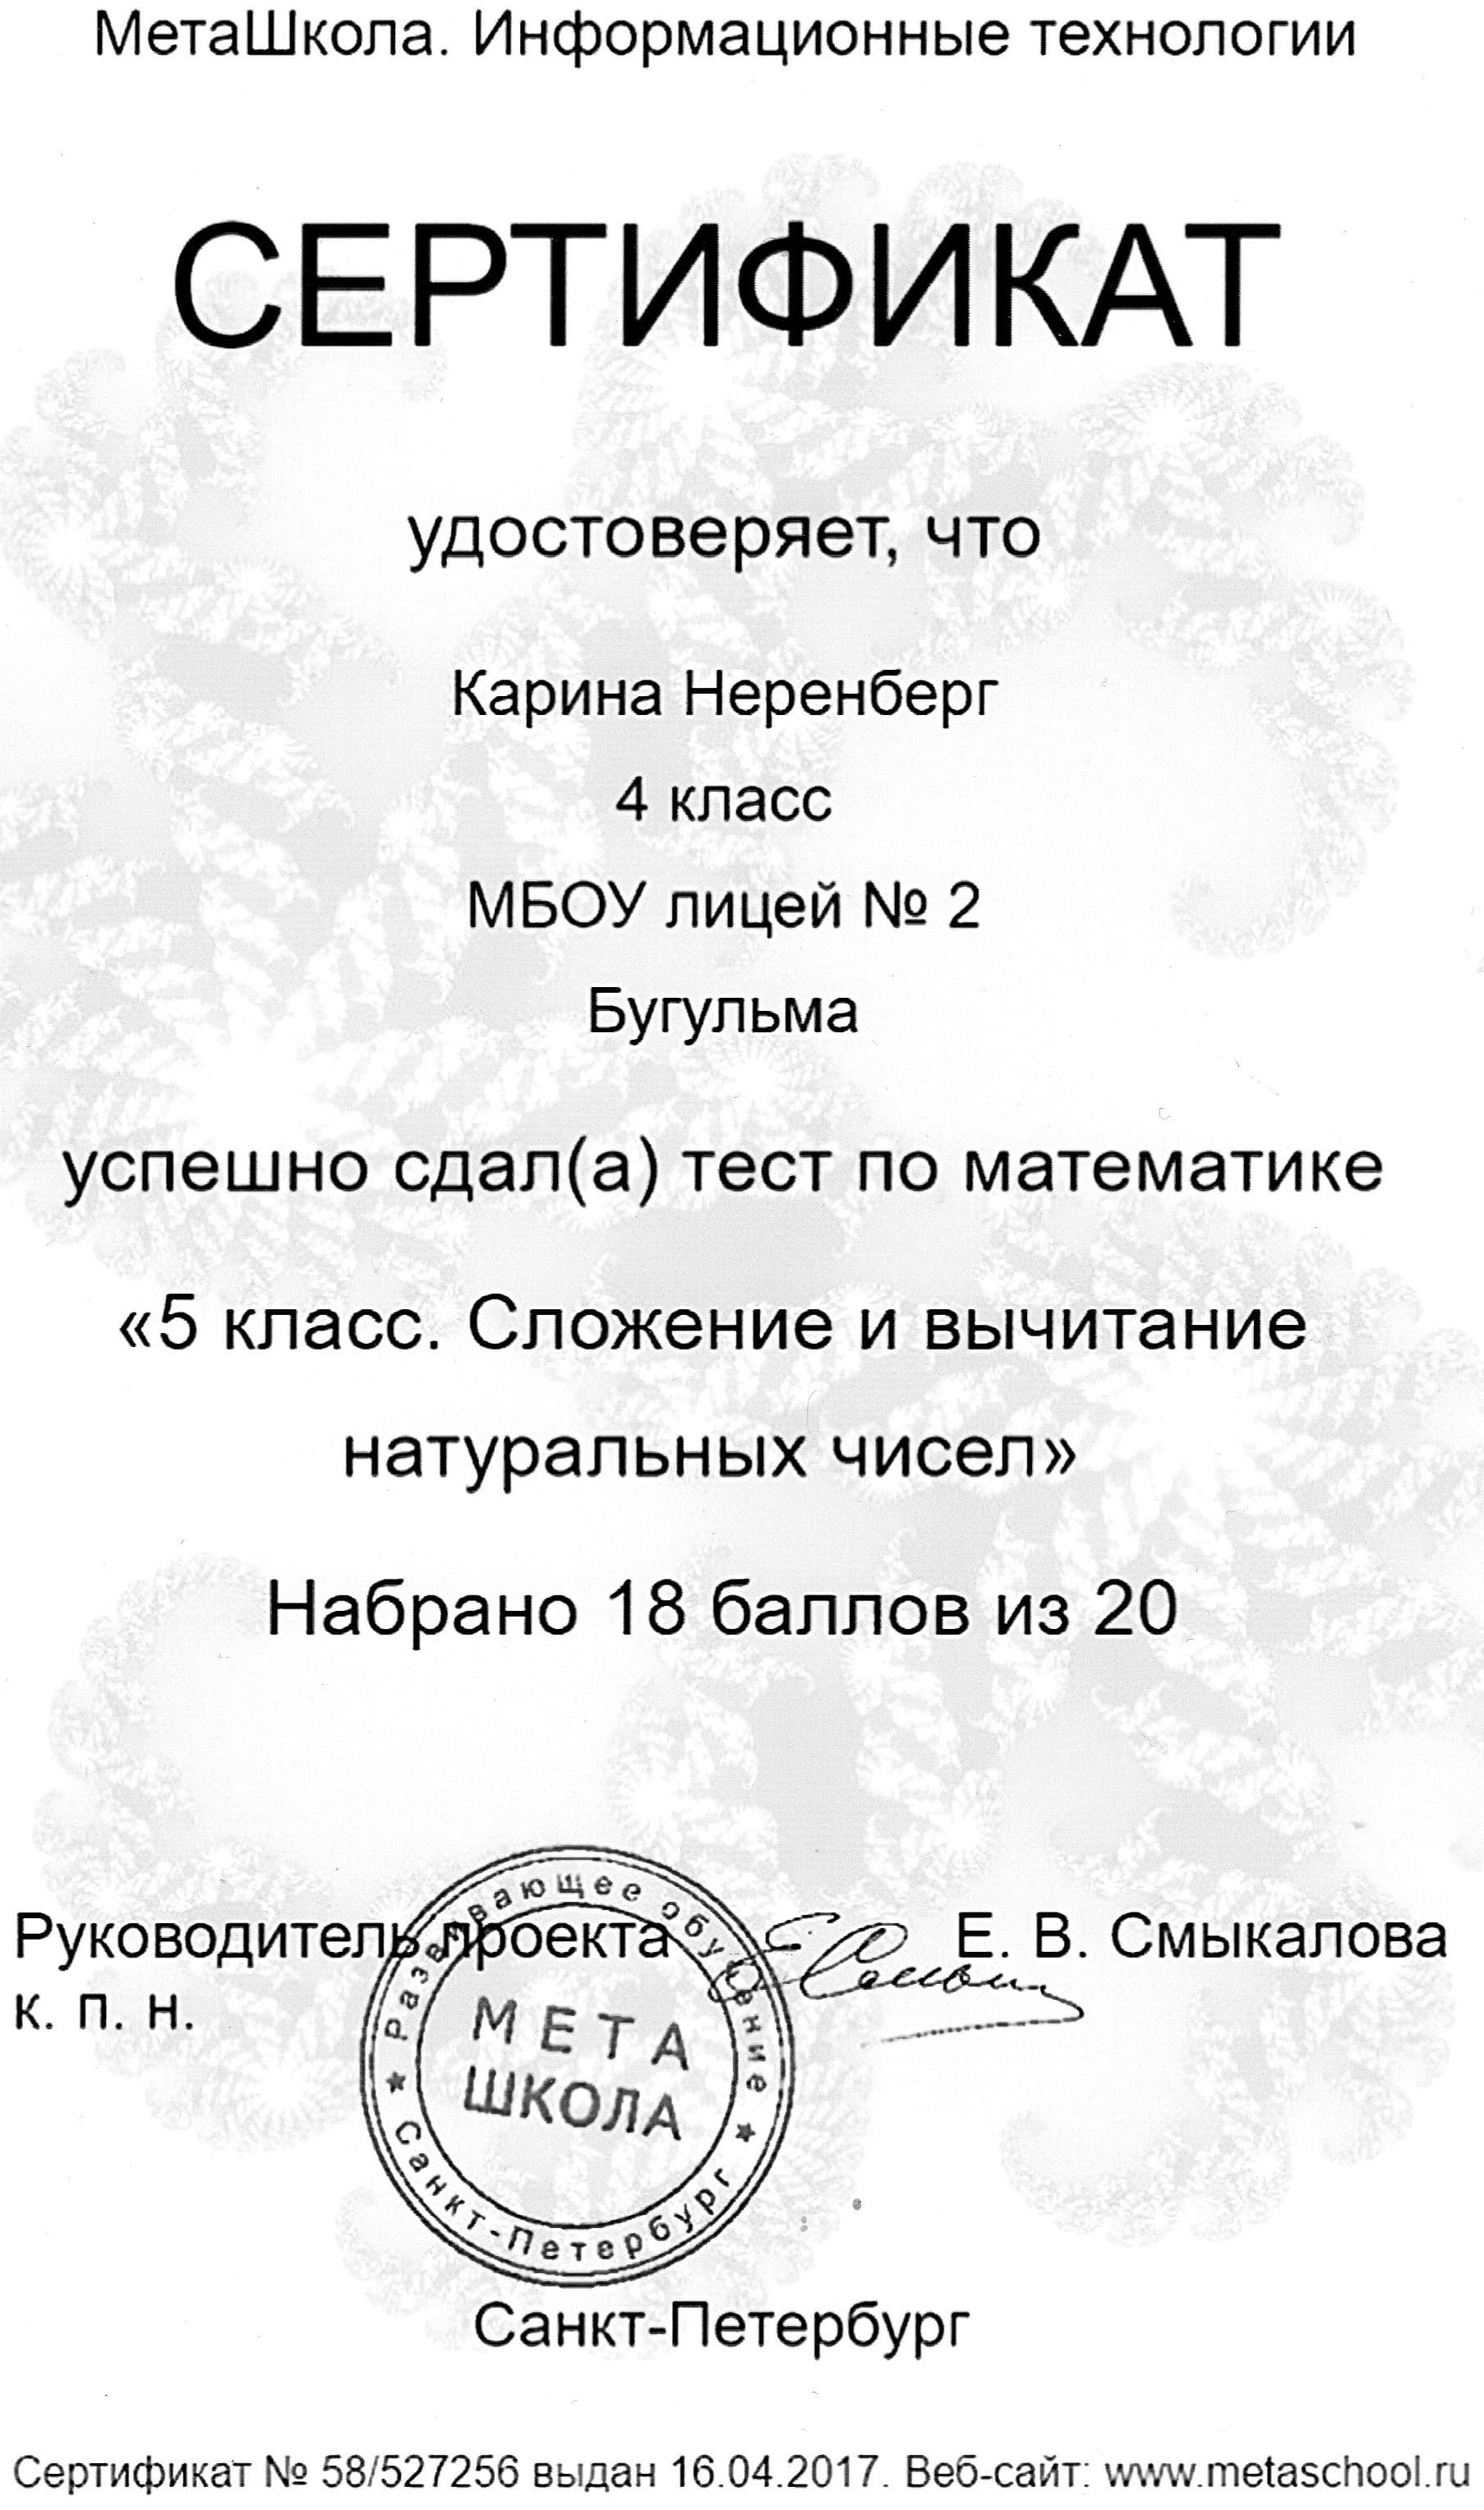 МетаШкола. Информационные технологии
СЕРТИФИКАТ
удостоверяет, что
Карина Неренберг
4 класс
МБОУ лицей № 2
Бугульма
успешно сдал(а) тест по математике
«5 класс. Сложение и вычитание
натуральных чисел»
Набрано 18 баллов из 20
Руководитель проекта
Е. В. Смыкалова
к. п. н.
Развивающее обучение
МЕТА
ШКОЛА
Санкт-Петербург
Санкт-Петербург
Сертификат № 58/527256 выдан 16.04.2017. Веб-сайт: www.metaschool.ru